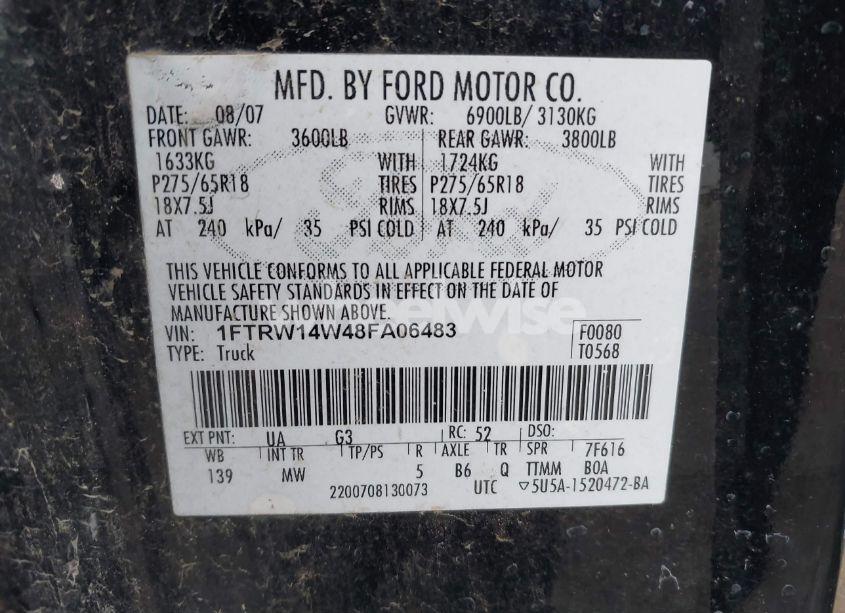 MFD. BY FORD MOTOR CO.
DATE: 08/07 GVWR: 6900LB/ 3130KG
FRONT GAWR: 3600LB REAR GAWR: 3800LB
1633KG WITH 1724KG WITH
P275/65R18 TIRES P275/65R18 TIRES
18X7.5J RIMS 18X7.5J RIMS
AT 240 kPa/ 35 PSI COLD AT 240 kPa/ 35 PSI COLD
THIS VEHICLE CONFORMS TO ALL APPLICABLE FEDERAL MOTOR
VEHICLE SAFETY STANDARDS IN EFFECT ON THE DATE OF
MANUFACTURE SHOWN ABOVE.
VIN: 1FTRW14W48FA06483 F0080
TYPE: Truck T0568
EXT PNT: UA G3 RC: 52 DSO:
WB INT TR TP/PS R AXLE TR SPR 7F616
139 MW 5 B6 Q TTMM BOA
2200708130073 UTC ▽5U5A-1520472-BA